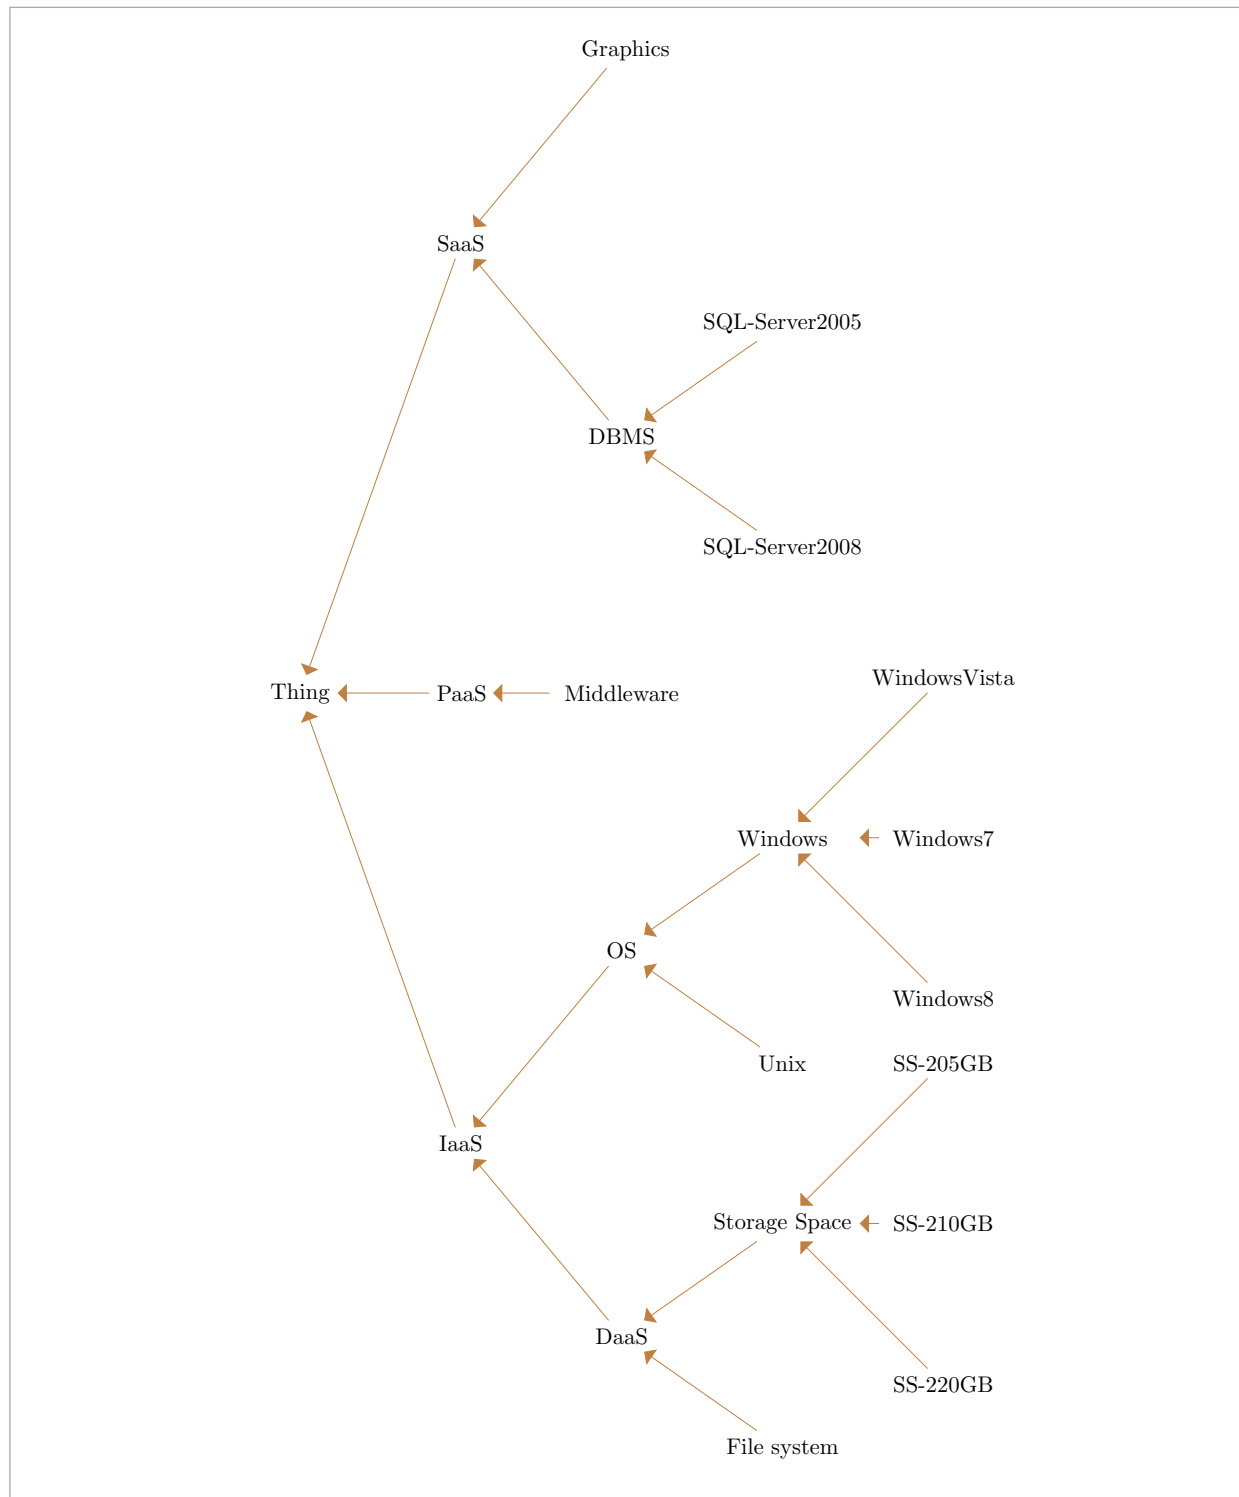 Graphics
SaaS
SQL-Server2005
DBMS
SQL-Server2008
WindowsVista
Thing
PaaS
Middleware
Windows
Windows7
OS
Windows8
Unix
SS-205GB
IaaS
Storage Space
SS-210GB
DaaS
SS-220GB
File system